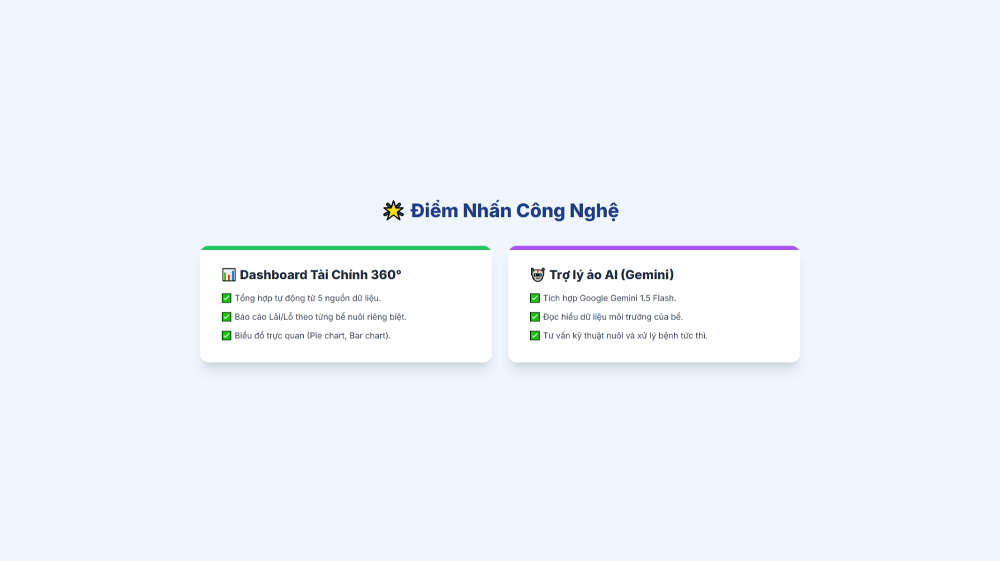 🌟 Điểm Nhấn Công Nghệ
📊 Dashboard Tài Chính 360°
✅ Tổng hợp tự động từ 5 nguồn dữ liệu.
✅ Báo cáo Lãi/Lỗ theo từng bể nuôi riêng biệt.
✅ Biểu đồ trực quan (Pie chart, Bar chart).
🤖 Trợ lý ảo AI (Gemini)
✅ Tích hợp Google Gemini 1.5 Flash.
✅ Đọc hiểu dữ liệu môi trường của bể.
✅ Tư vấn kỹ thuật nuôi và xử lý bệnh tức thì.